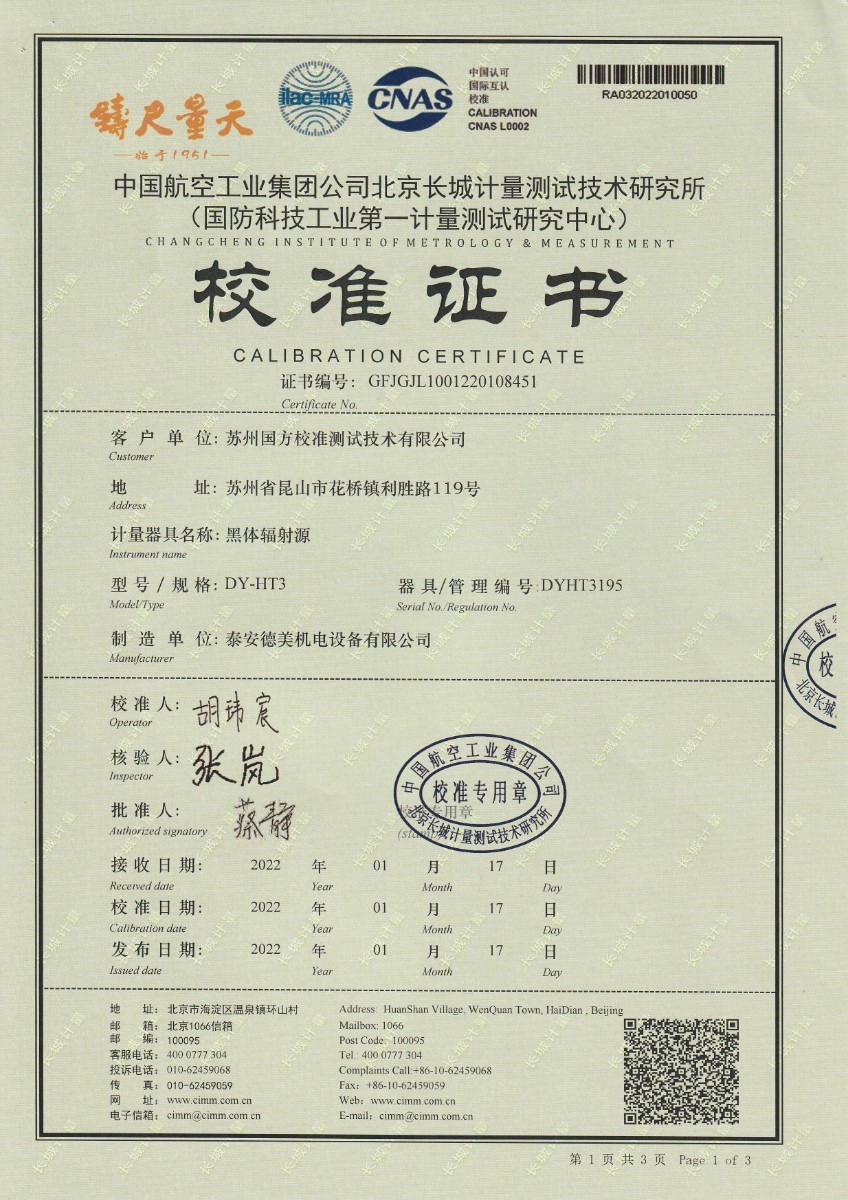 鑄尺量天
始于1951
ilac-MRA
CNAS
中国认可
国际互认
校准
CALIBRATION
CNAS L0002
RA032022010050
中国航空工业集团公司北京长城计量测试技术研究所
（国防科技工业第一计量测试研究中心）
CHANGCHENG INSTITUTE OF METROLOGY & MEASUREMENT
校准证书
CALIBRATION CERTIFICATE
证书编号： GFJGJL1001220108451
Certificate No.
客户单位: 苏州国方校准测试技术有限公司
Customer
地址: 苏州省昆山市花桥镇利胜路119号
Address
计量器具名称: 黑体辐射源
Instrument name
型号/规格: DY-HT3 器具/管理编号: DYHT3195
Model/Type Serial No./Regulation No.
制造单位: 泰安德美机电设备有限公司
Manufacturer
校准人: 胡玮宸
Operator
核验人: 张岚
Inspector
批准人: 蔡静
Authorized signatory
中国航空工业集团公司
校准专用章
北京长城计量测试技术研究所
(stamp)
接收日期: 2022 年 01 月 17 日
Received date Year Month Day
校准日期: 2022 年 01 月 17 日
Calibration date Year Month Day
发布日期: 2022 年 01 月 17 日
Issued date Year Month Day
地址: 北京市海淀区温泉镇环山村 Address: HuanShan Village, WenQuan Town, HaiDian , Beijing
邮箱: 北京1066信箱 Mailbox: 1066
邮编: 100095 Post Code: 100095
客服电话: 400 0777 304 Tel.: 400 0777 304
投诉电话: 010-62459068 Complaints Call:+86-10-62459068
传真: 010-62459059 Fax: +86-10-62459059
网址: www.cimm.com.cn Web: www.cimm.com.cn
电子信箱: cimm@cimm.com.cn E-mail: cimm@cimm.com.cn
第 1 页 共 3 页 Page 1 of 3
中国航
校
北京长城
长城计量